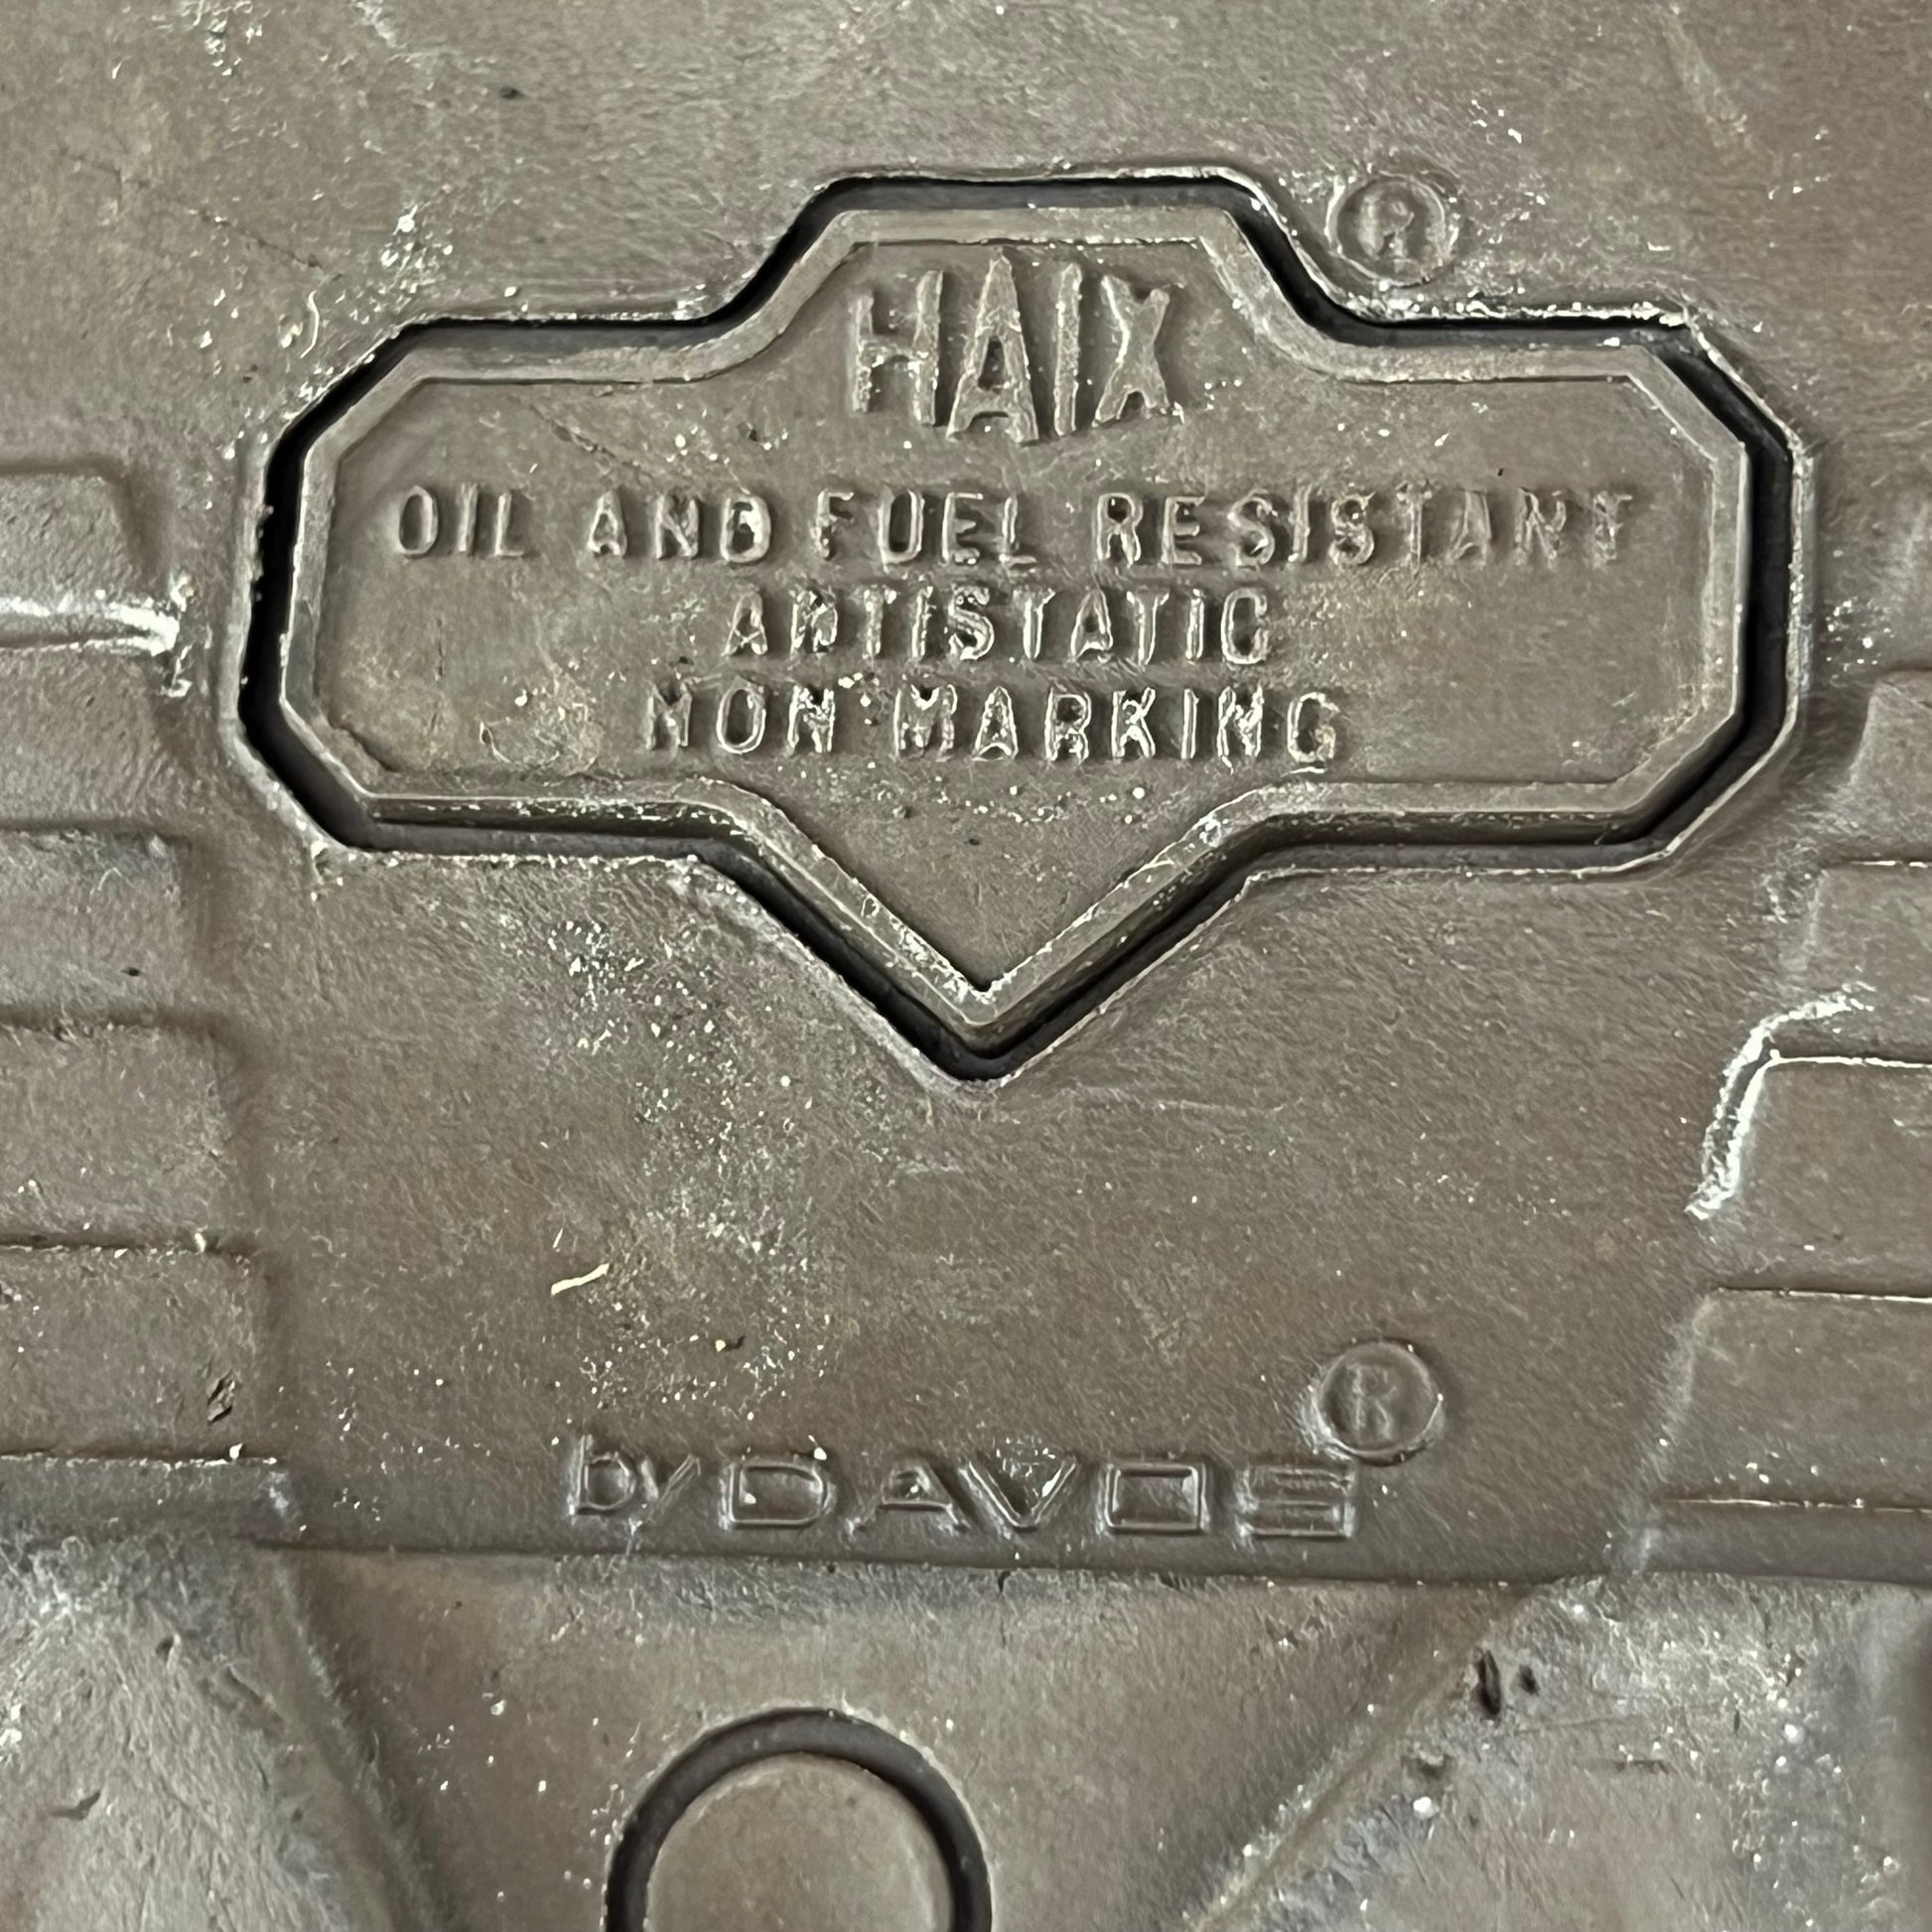 HAIX ®
OIL AND FUEL RESISTANT
ANTISTATIC
NON MARKING
by DAVOS ®